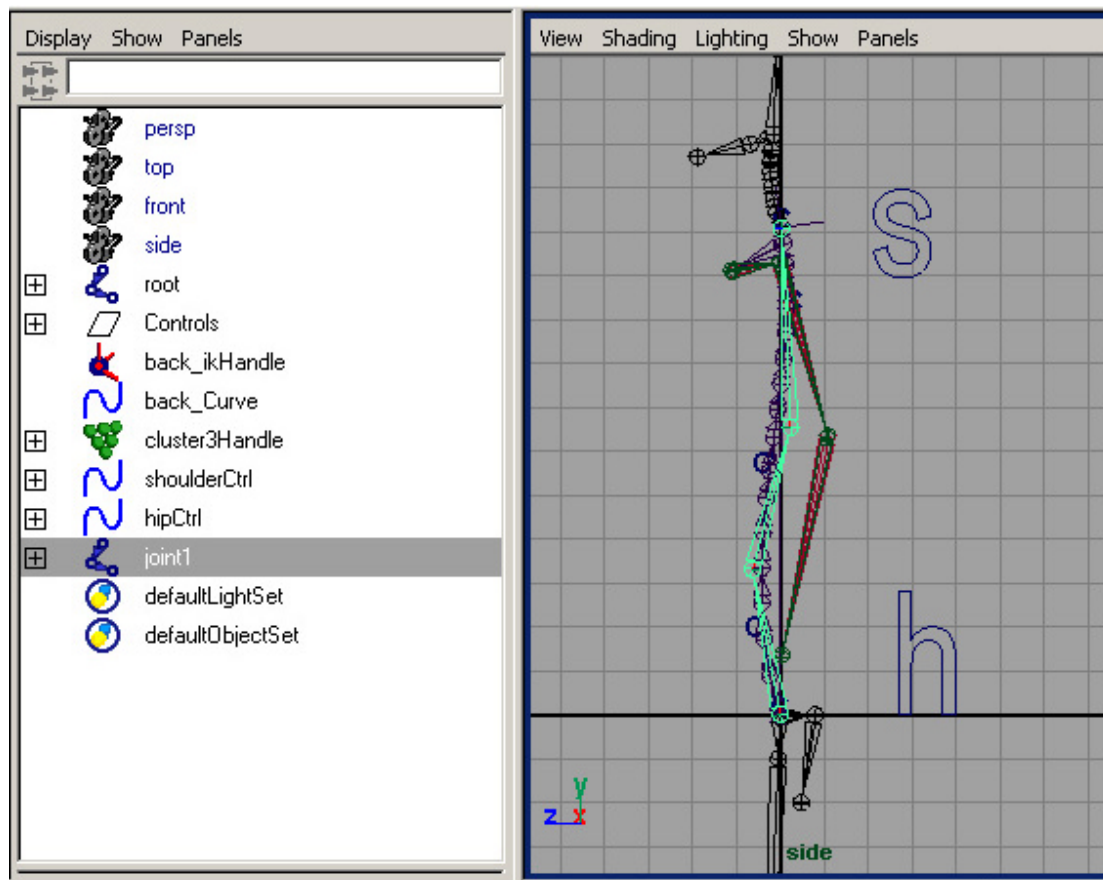 Display Show Panels
persp
top
front
side
root
Controls
back_ikHandle
back_Curve
cluster3Handle
shoulderCtrl
hipCtrl
joint1
defaultLightSet
defaultObjectSet
View Shading Lighting Show Panels
S
h
y
z x
side